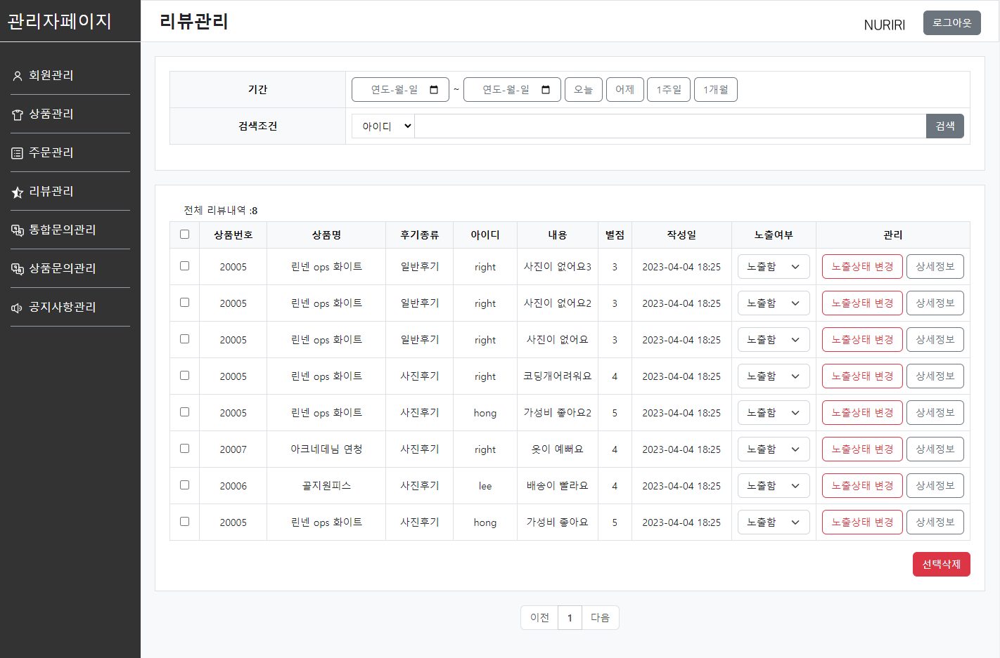 관리자페이지
리뷰관리
NURIRI
로그아웃
회원관리
상품관리
주문관리
리뷰관리
통합문의관리
상품문의관리
공지사항관리
기간 연도-월-일 ~ 연도-월-일 오늘 어제 1주일 1개월
검색조건 아이디 검색
전체 리뷰내역 :8
상품번호 상품명 후기종류 아이디 내용 별점 작성일 노출여부 관리
20005 린넨 ops 화이트 일반후기 right 사진이 없어요3 3 2023-04-04 18:25 노출함 노출상태 변경 상세정보
20005 린넨 ops 화이트 일반후기 right 사진이 없어요2 3 2023-04-04 18:25 노출함 노출상태 변경 상세정보
20005 린넨 ops 화이트 일반후기 right 사진이 없어요 3 2023-04-04 18:25 노출함 노출상태 변경 상세정보
20005 린넨 ops 화이트 사진후기 right 코딩개어려워요 4 2023-04-04 18:25 노출함 노출상태 변경 상세정보
20005 린넨 ops 화이트 사진후기 hong 가성비 좋아요2 5 2023-04-04 18:25 노출함 노출상태 변경 상세정보
20007 아크네데님 연청 사진후기 right 옷이 예뻐요 4 2023-04-04 18:25 노출함 노출상태 변경 상세정보
20006 골지원피스 사진후기 lee 배송이 빨라요 4 2023-04-04 18:25 노출함 노출상태 변경 상세정보
20005 린넨 ops 화이트 사진후기 hong 가성비 좋아요 5 2023-04-04 18:25 노출함 노출상태 변경 상세정보
선택삭제
이전 1 다음